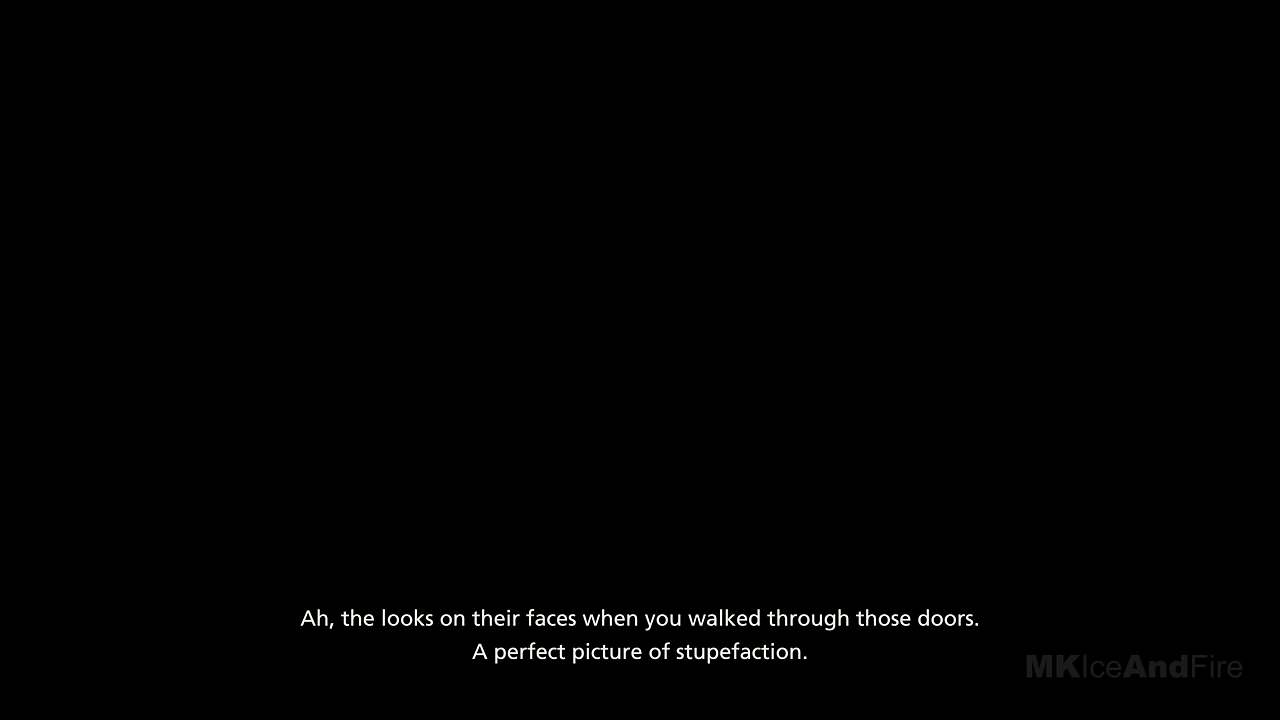 Ah, the looks on their faces when you walked through those doors.
A perfect picture of stupefaction.
MKIceAndFire